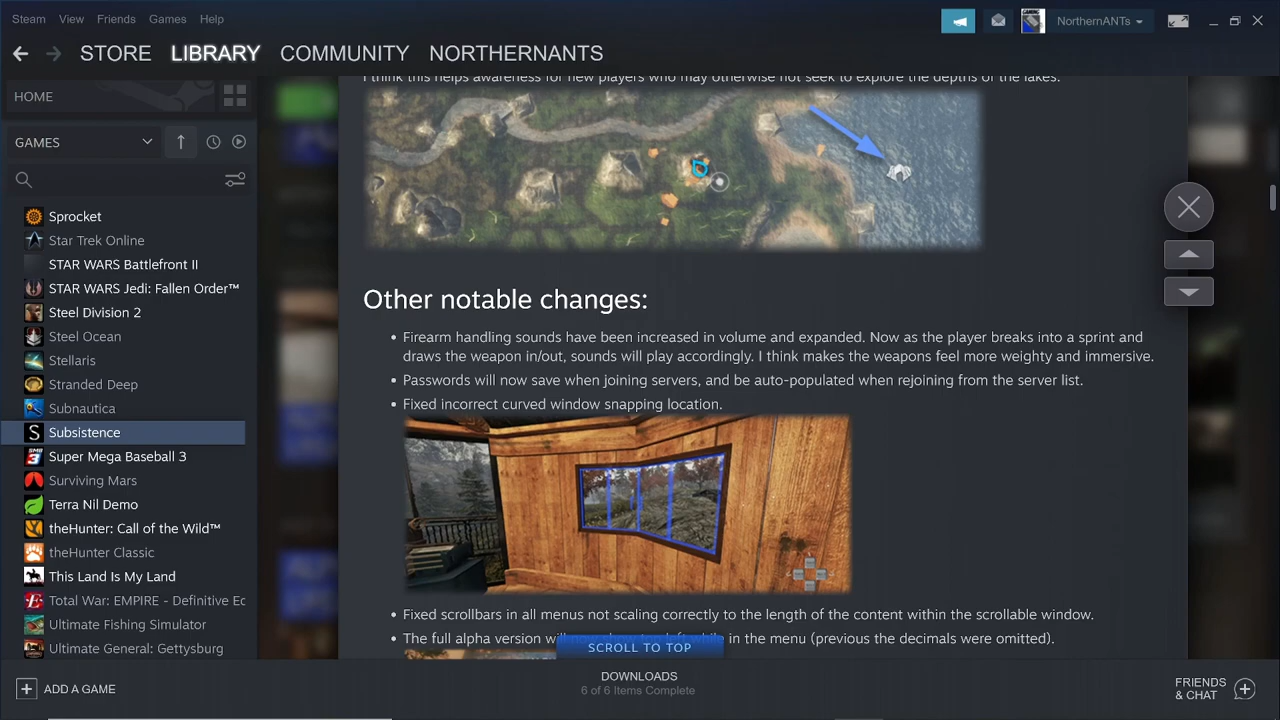 Steam View Friends Games Help
NorthernANTs
STORE LIBRARY COMMUNITY NORTHERNANTS
HOME
GAMES
Sprocket
Star Trek Online
STAR WARS Battlefront II
STAR WARS Jedi: Fallen Order™
Steel Division 2
Steel Ocean
Stellaris
Stranded Deep
Subnautica
Subsistence
Super Mega Baseball 3
Surviving Mars
Terra Nil Demo
theHunter: Call of the Wild™
theHunter Classic
This Land Is My Land
Total War: EMPIRE - Definitive Ec
Ultimate Fishing Simulator
Ultimate General: Gettysburg
I think this helps awareness for new players who may otherwise not seek to explore the depths of the lakes.
Other notable changes:
• Firearm handling sounds have been increased in volume and expanded. Now as the player breaks into a sprint and
draws the weapon in/out, sounds will play accordingly. I think makes the weapons feel more weighty and immersive.
• Passwords will now save when joining servers, and be auto-populated when rejoining from the server list.
• Fixed incorrect curved window snapping location.
• Fixed scrollbars in all menus not scaling correctly to the length of the content within the scrollable window.
• The full alpha version in the menu (previous the decimals were omitted).
SCROLL TO TOP
ADD A GAME
DOWNLOADS
6 of 6 Items Complete
FRIENDS
& CHAT